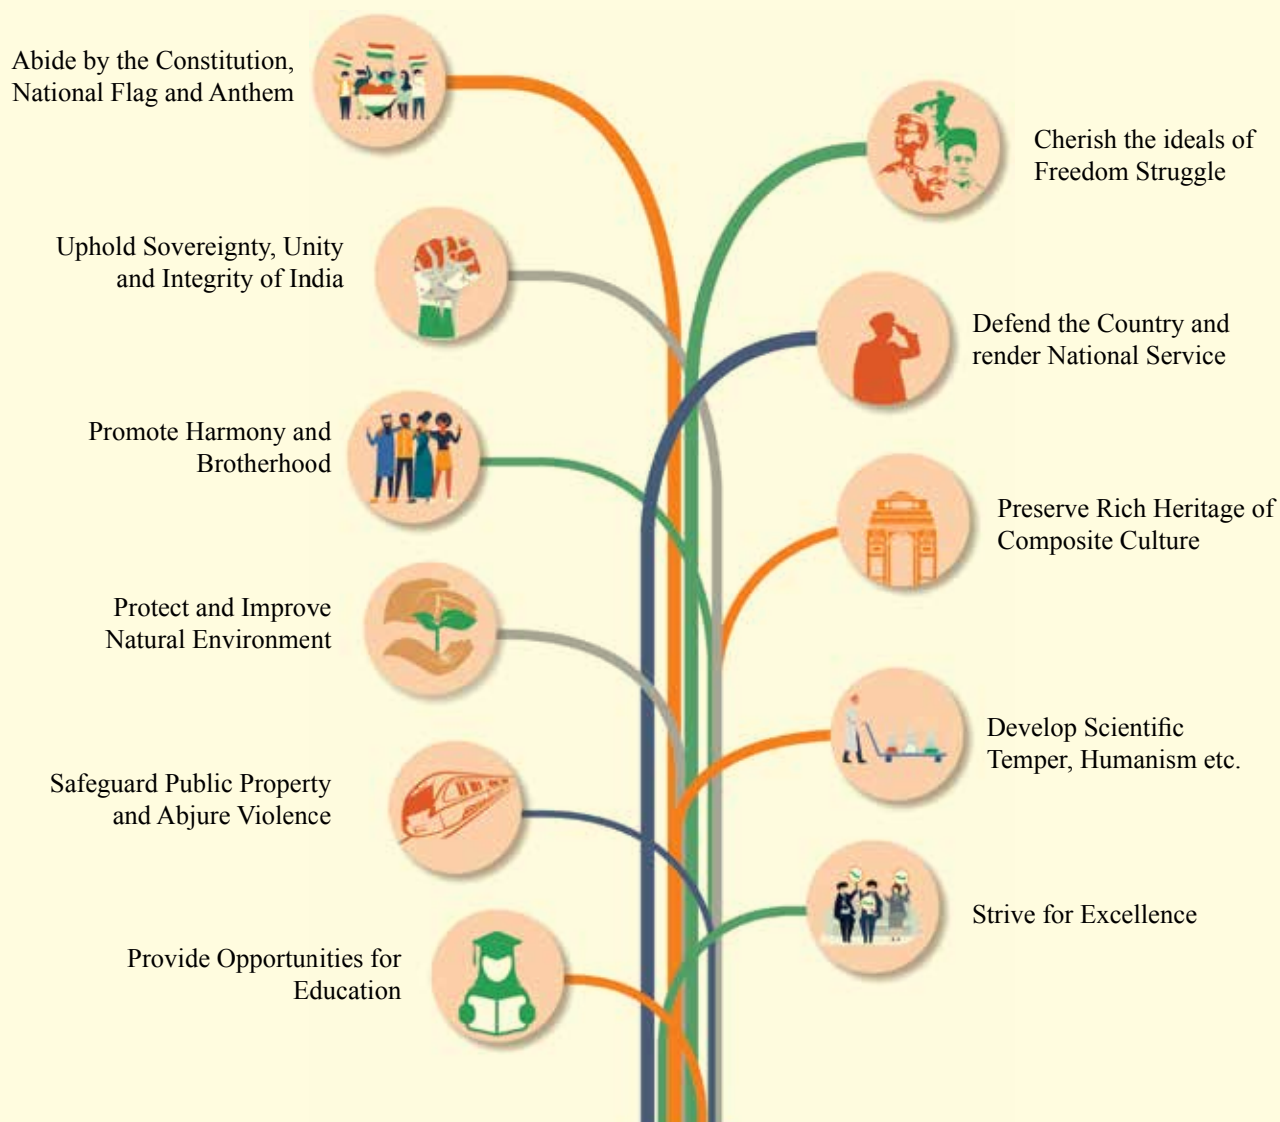 Abide by the Constitution,
National Flag and Anthem
Cherish the ideals of
Freedom Struggle
Uphold Sovereignty, Unity
and Integrity of India
Defend the Country and
render National Service
Promote Harmony and
Brotherhood
Preserve Rich Heritage of
Composite Culture
Protect and Improve
Natural Environment
Develop Scientific
Temper, Humanism etc.
Safeguard Public Property
and Abjure Violence
Strive for Excellence
Provide Opportunities for
Education